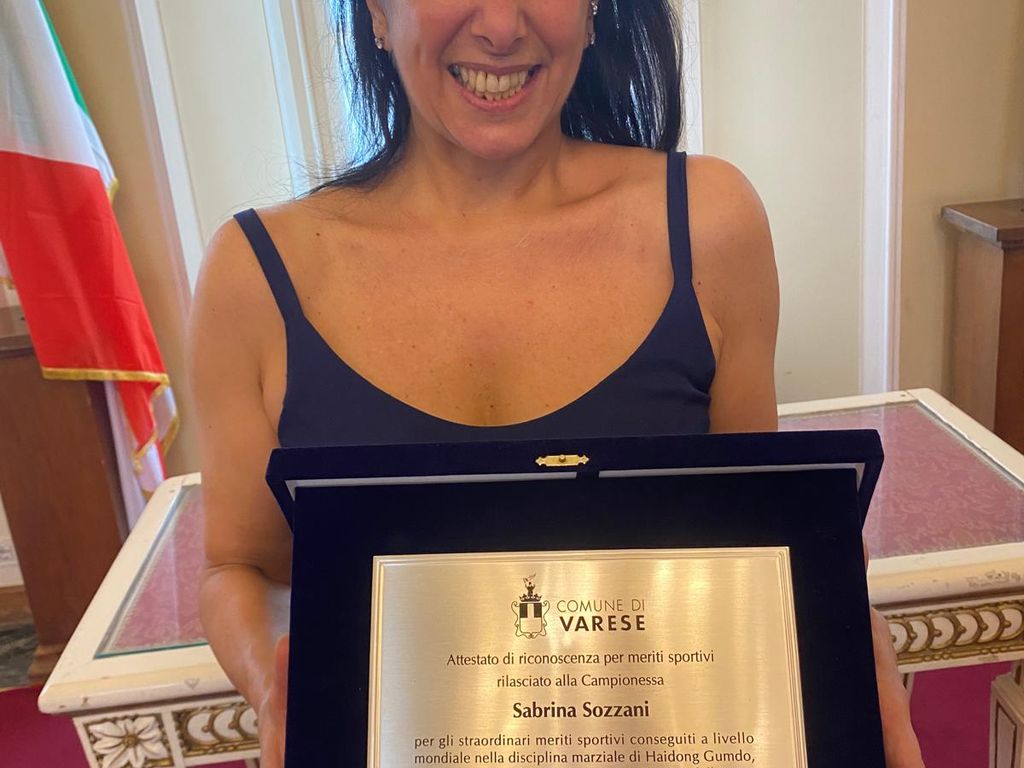 COMUNE DI
VARESE
Attestato di riconoscenza per meriti sportivi
rilasciato alla Campionessa
Sabrina Sozzani
per gli straordinari meriti sportivi conseguiti a livello
mondiale nella disciplina marziale di Haidong Gumdo,